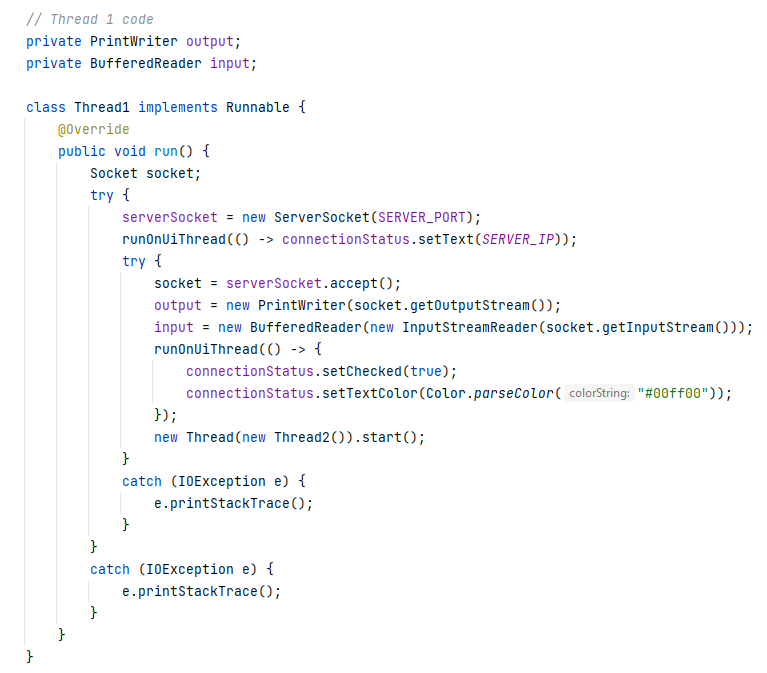 // Thread 1 code
private PrintWriter output;
private BufferedReader input;

class Thread1 implements Runnable {
    @Override
    public void run() {
        Socket socket;
        try {
            serverSocket = new ServerSocket(SERVER_PORT);
            runOnUiThread(() -> connectionStatus.setText(SERVER_IP));
            try {
                socket = serverSocket.accept();
                output = new PrintWriter(socket.getOutputStream());
                input = new BufferedReader(new InputStreamReader(socket.getInputStream()));
                runOnUiThread(() -> {
                    connectionStatus.setChecked(true);
                    connectionStatus.setTextColor(Color.parseColor( colorString: "#00ff00"));
                });
                new Thread(new Thread2()).start();
            }
            catch (IOException e) {
                e.printStackTrace();
            }
        }
        catch (IOException e) {
            e.printStackTrace();
        }
    }
}